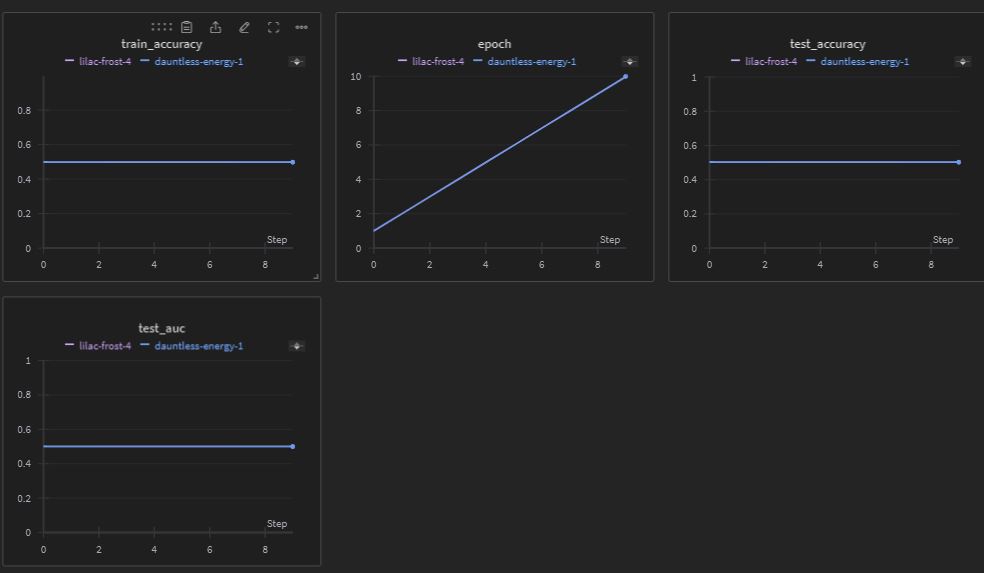 train_accuracy
lilac-frost-4 dauntless-energy-1
0.8
0.6
0.4
0.2
0
Step
0 2 4 6 8
epoch
lilac-frost-4 dauntless-energy-1
10
8
6
4
2
0
Step
0 2 4 6 8
test_accuracy
lilac-frost-4 dauntless-energy-1
1
0.8
0.6
0.4
0.2
0
Step
0 2 4 6 8
test_auc
lilac-frost-4 dauntless-energy-1
1
0.8
0.6
0.4
0.2
0
Step
0 2 4 6 8